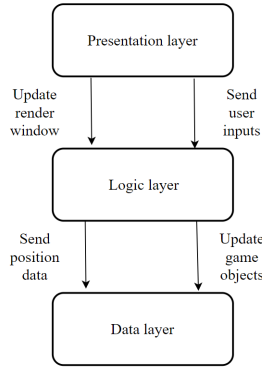 Presentation layer
Update
render
window
Send
user
inputs
Logic layer
Send
position
data
Update
game
objects
Data layer